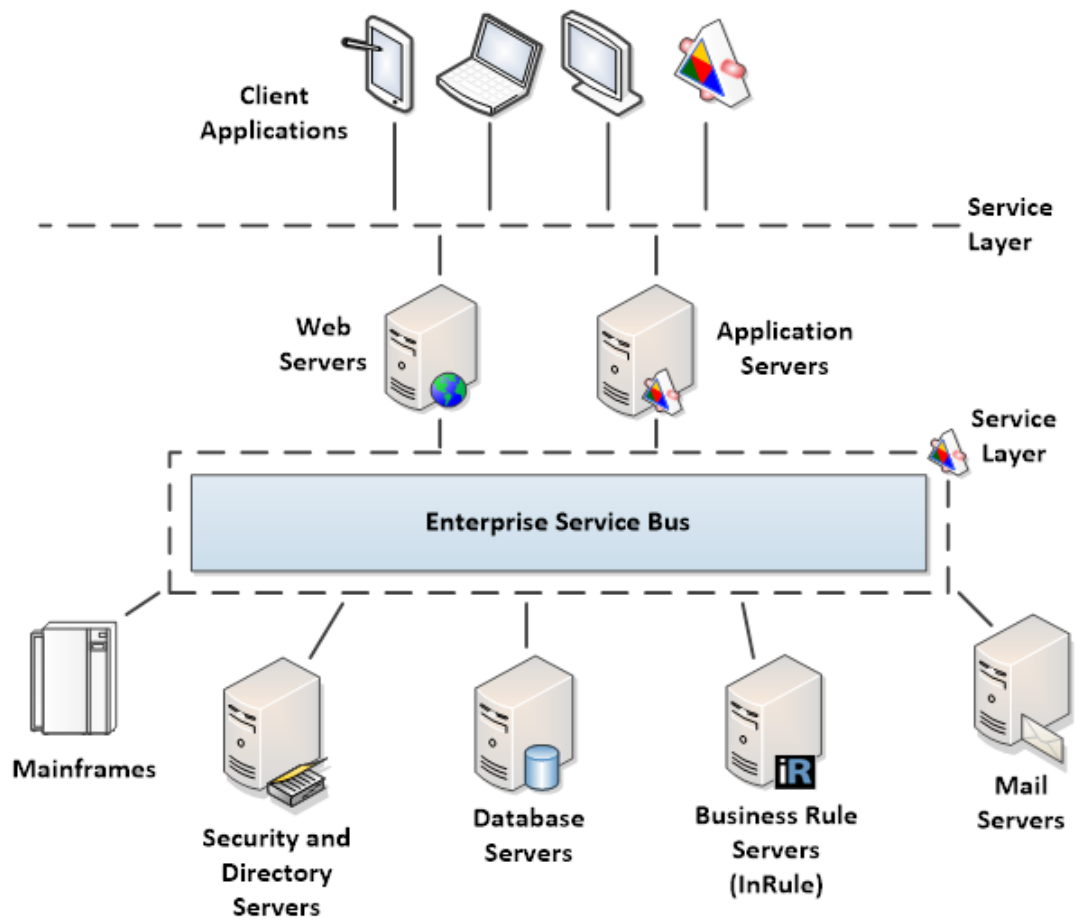 Client
Applications
Service
Layer
Web
Servers
Application
Servers
Service
Layer
Enterprise Service Bus
Mainframes
Security and
Directory
Servers
Database
Servers
iR
Business Rule
Servers
(InRule)
Mail
Servers